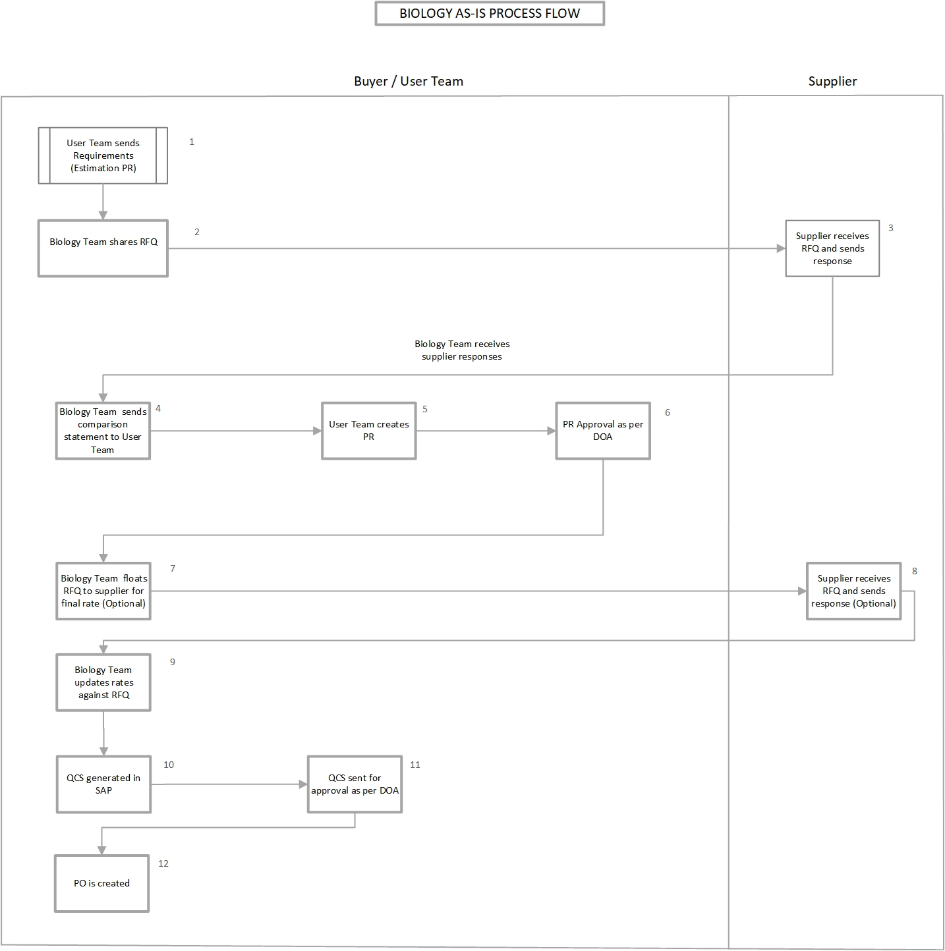 BIOLOGY AS-IS PROCESS FLOW
Buyer / User Team
Supplier
User Team sends
Requirements
(Estimation PR)
1
Biology Team shares RFQ
2
Supplier receives
RFQ and sends
response
3
Biology Team receives
supplier responses
Biology Team sends
comparison
statement to User
Team
4
User Team creates
PR
5
PR Approval as per
DOA
6
Biology Team floats
RFQ to supplier for
final rate (Optional)
7
Supplier receives
RFQ and sends
response (Optional)
8
Biology Team
updates rates
against RFQ
9
QCS generated in
SAP
10
QCS sent for
approval as per DOA
11
PO is created
12